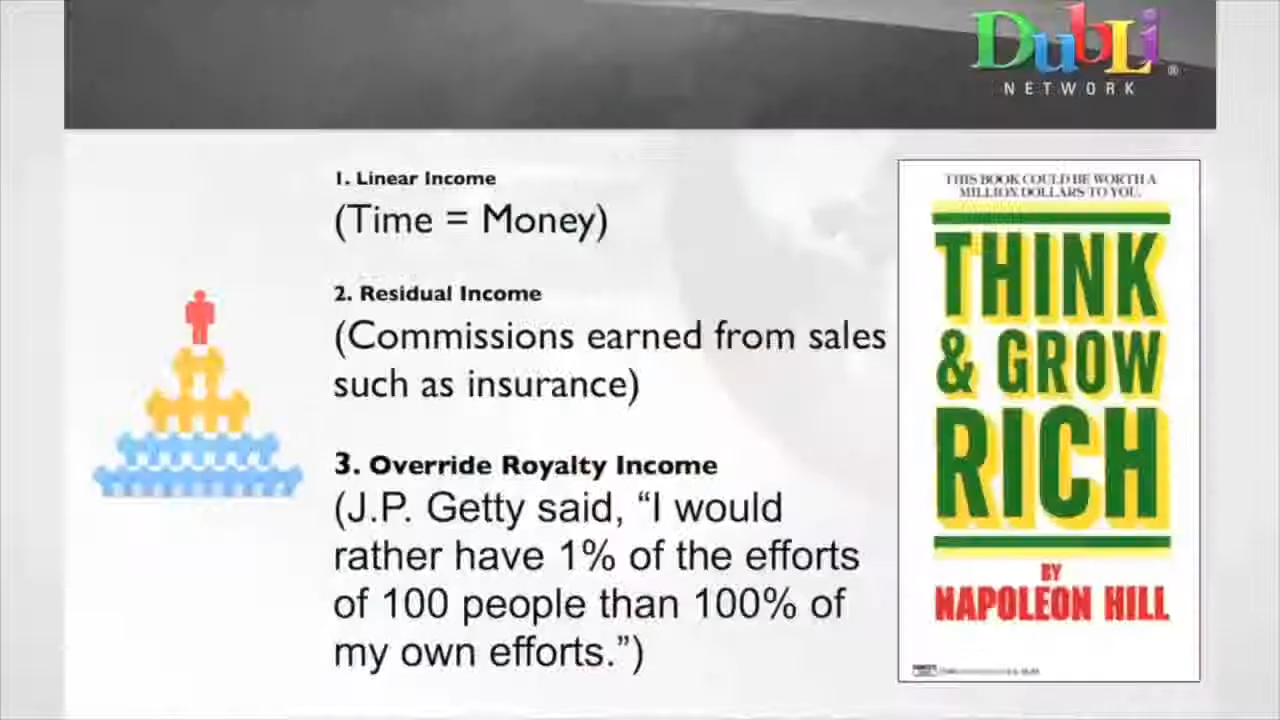 DubLi ®
NETWORK
1. Linear Income
(Time = Money)
2. Residual Income
(Commissions earned from sales
such as insurance)
3. Override Royalty Income
(J.P. Getty said, “I would
rather have 1% of the efforts
of 100 people than 100% of
my own efforts.”)
THIS BOOK COULD BE WORTH A
MILLION DOLLARS TO YOU.
THINK
& GROW
RICH
BY
NAPOLEON HILL